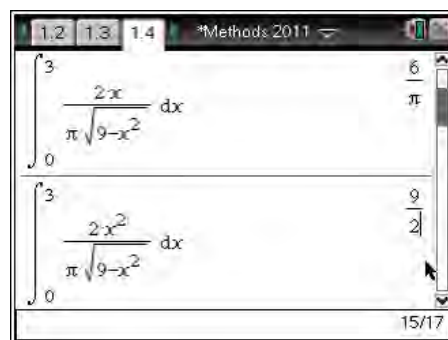 1.2 1.3 1.4 *Methods 2011
∫₀³ 2·x / (π √(9−x²)) dx 6/π
∫₀³ 2·x² / (π √(9−x²)) dx 9/2
15/17